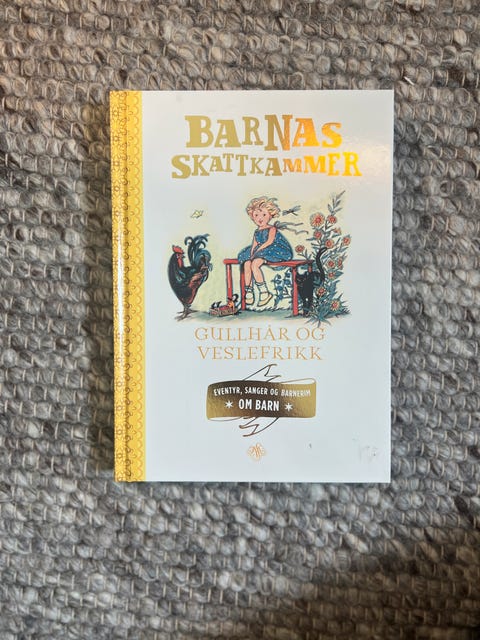 BARNAS
SKATTKAMMER
GULLHÅR OG
VESLEFRIKK
EVENTYR, SANGER OG BARNERIM
OM BARN